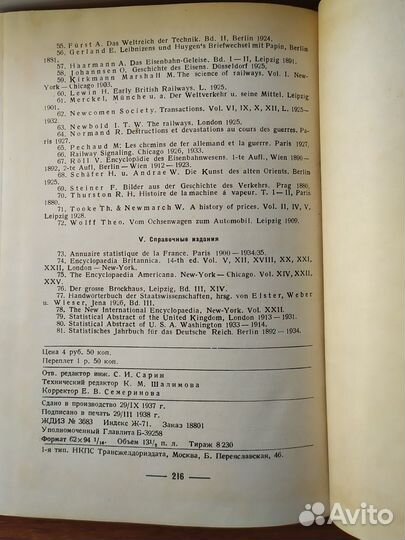 55. Fürst A. Das Weltreich der Technik. Bd. II, Berlin 1924.
56. Gerland E. Leibnizens und Huygen's Briefwechsel mit Papin, Berlin
1881.
57. Haarmann A. Das Eisenbahn-Geleise. Bd. I—II, Leipzig 1891.
58. Johannsen O. Geschichte des Eisens. Düsseldorf 1925.
59. Kirkmann Marshall M. The science of railways. Vol. I. New-
York — Chicago 1903.
60. Lewin H. Early British Railways. L. 1925.
61. Merckel, München, u. a. Der Weltverkehr u. seine Mittel. Leipzig
1901.
62. Newcomen Society, Transactions. Vol. VI, IX, X, XII, L. 1925—
1932.
63. Newbold I. T. W. The railways. London 1925.
64. Normand R. Destructions et dévastations au cours des guerres. Pa-
ris 1927.
65. Pechaud M. Les chemins de fer allemand et la guerre. Paris 1927.
66. Railway Signaling. Chicago 1926, 1933.
67. Röll V. Encyclopädie des Eisenbahnwesens. 1-te Aufl., Wien 1890—
1892, 2-te Aufl. Berlin — Wien 1912 — 1923.
68. Schäfer H. u. Andrae W. Die Kunst des alten Orients. Berlin
1925.
69. Steiner F. Bilder aus der Geschichte des Verkehrs. Prag 1880.
70. Thurston R. H. Histoire de la machine à vapeur. T. I—II, Paris
1880.
71. Tooke Th. & Newmarch W. A history of prices. Vol. II, IV, V,
Leipzig 1928.
72. Wolff Theo. Vom Ochsenwagen zum Automobil. Leipzig 1909.
V. Справочные издания
73. Annuaire statistique de la France. Paris 1900 — 1934/35.
74. Encyclopaedia Britannica. 14-th ed. Vol. V, XII, XVIII, XX, XXI,
XXII, London — New-York.
75. The Encyclopaedia Americana. New-York — Chicago. Vol. XIV, XXII,
XXV.
76. Der grosse Brockhaus, Leipzig, Bd. III, XIV.
77. Handwörterbuch der Staatswissenschaften, hrsg. von Elster, Weber
u. Wieser, Jena 1926, Bd. III.
78. The New International Encyclopaedia, New-York. Vol. XXII.
79. Statistical Abstract of the United Kingdom, London 1913 — 1931.
80. Statistical Abstract of U. S. A. Washington 1933 — 1914.
81. Statistisches Jahrbuch für das Deutsche Reich. Berlin 1892 — 1934.
Цена 4 руб. 50 коп.
Переплет 1 р. 50 коп.
Отв. редактор инж. С. И. Сарин
Технический редактор К. М. Шалимова
Корректор Е. В. Семеринова
Сдано в производство 29/IX 1937 г.
Подписано в печать 29/III 1938 г.
ЖДИЗ № 3683 Индекс Ж-71. Заказ 18801
Уполномоченный Главлита Б-39258
Формат 62×94 1/16. Объем 13½ п. л. Тираж 8 230
1-я тип. НКПС Трансжелдориздата, Москва, Б. Переяславская, 46.
— 216 —
Avito